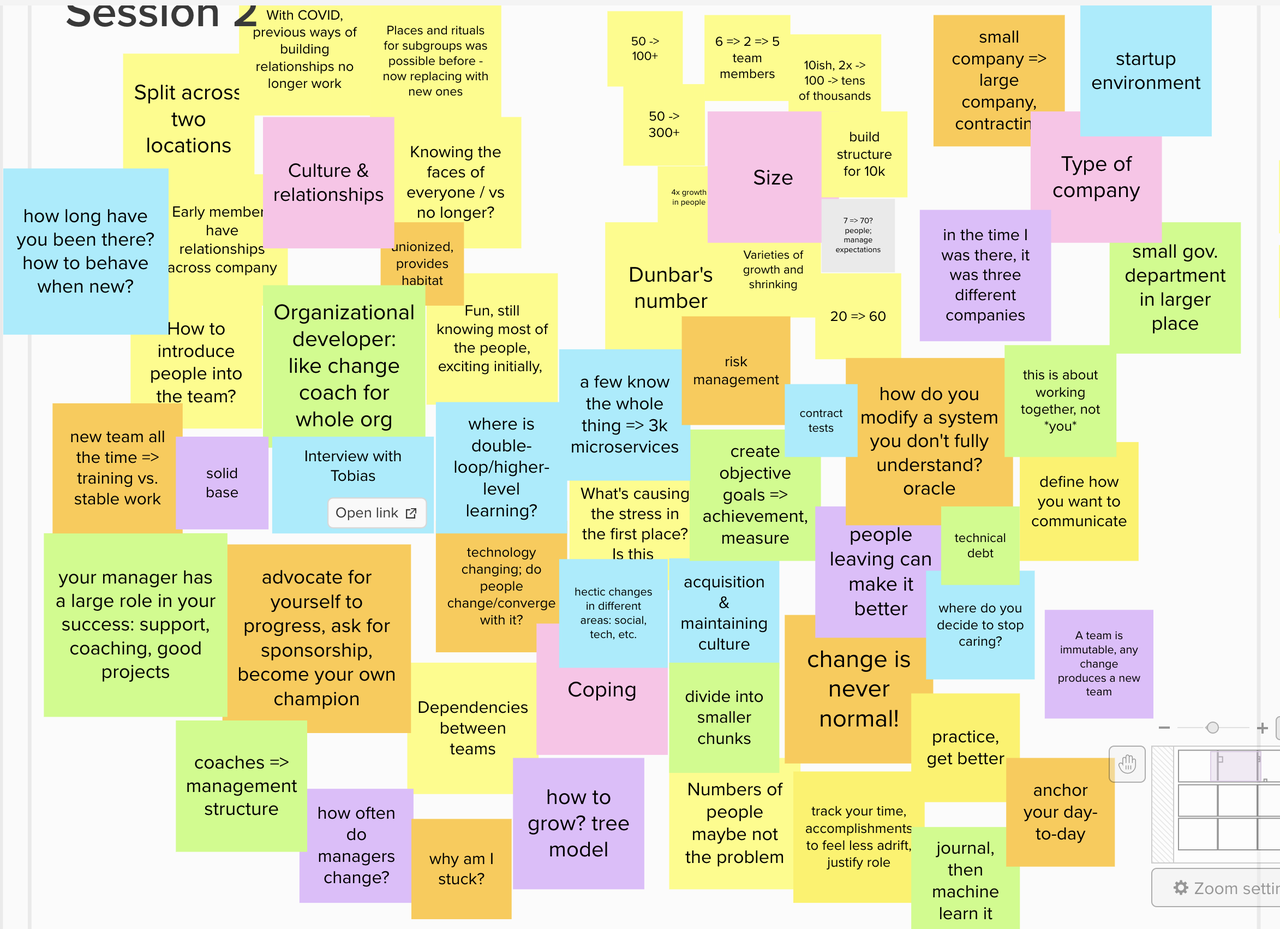 Session 2
With COVID,
previous ways of
building
relationships no
longer work
Places and rituals
for subgroups was
possible before -
now replacing with
new ones
Split across
two
locations
Culture &
relationships
Knowing the
faces of
everyone / vs
no longer?
how long have
you been there?
how to behave
when new?
Early member
have
relationships
across company
unionized,
provides
habitat
How to
introduce
people into
the team?
Organizational
developer:
like change
coach for
whole org
Fun, still
knowing most of
the people,
exciting initially,
50 ->
100+
6 => 2 => 5
team
members
10ish, 2x ->
100 -> tens
of thousands
50 ->
300+
Size
build
structure
for 10k
4x growth
in people
7 => 70?
people;
manage
expectations
Dunbar's
number
Varieties of
growth and
shrinking
20 => 60
small
company =>
large
company,
contractin
startup
environment
Type of
company
in the time I
was there, it
was three
different
companies
small gov.
department
in larger
place
new team all
the time =>
training vs.
stable work
solid
base
Interview with
Tobias
Open link
where is
double-
loop/higher-
level
learning?
a few know
the whole
thing => 3k
microservices
risk
management
contract
tests
how do you
modify a system
you don't fully
understand?
oracle
this is about
working
together, not
*you*
create
objective
goals =>
achievement,
measure
What's causing
the stress in
the first place?
Is this
define how
you want to
communicate
people
leaving can
make it
better
technical
debt
your manager has
a large role in your
success: support,
coaching, good
projects
advocate for
yourself to
progress, ask for
sponsorship,
become your own
champion
technology
changing; do
people
change/converge
with it?
hectic changes
in different
areas: social,
tech, etc.
acquisition
&
maintaining
culture
where do you
decide to stop
caring?
A team is
immutable, any
change
produces a new
team
Coping
change is
never
normal!
Dependencies
between
teams
divide into
smaller
chunks
practice,
get better
coaches =>
management
structure
how often
do
managers
change?
why am I
stuck?
how to
grow? tree
model
Numbers of
people
maybe not
the problem
track your time,
accomplishments
to feel less adrift,
justify role
anchor
your day-
to-day
journal,
then
machine
learn it
Zoom settin